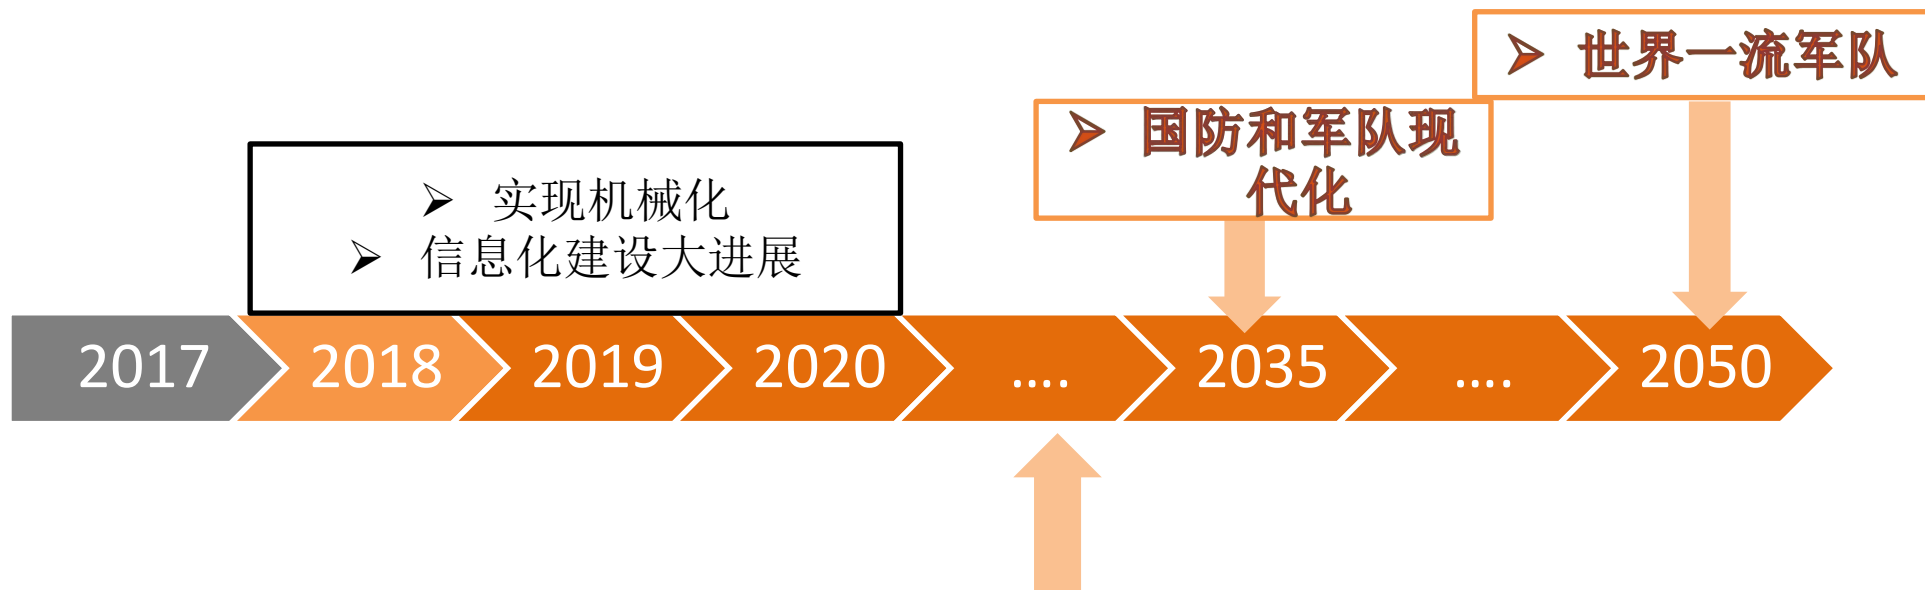 世界一流军队
国防和军队现
代化
实现机械化
信息化建设大进展
2017 2018 2019 2020 .... 2035 .... 2050